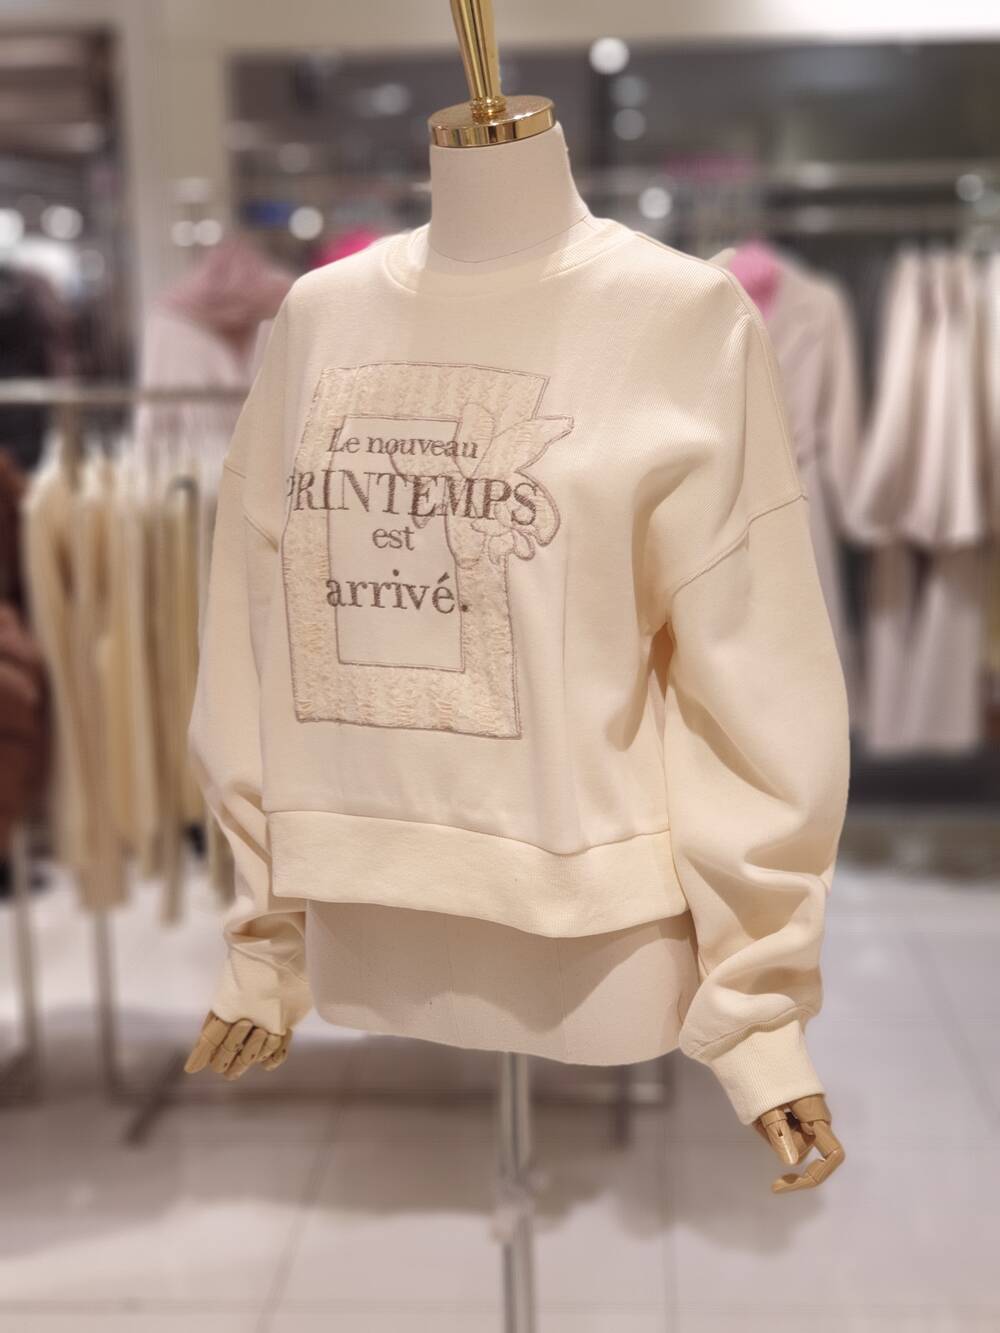 Le nouveau
PRINTEMPS
est
arrivé.